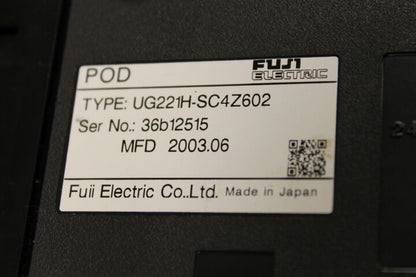 POD
FUJI ELECTRIC
TYPE: UG221H-SC4Z602
Ser No.: 36b12515
MFD 2003.06
Fuji Electric Co.,Ltd. Made in Japan